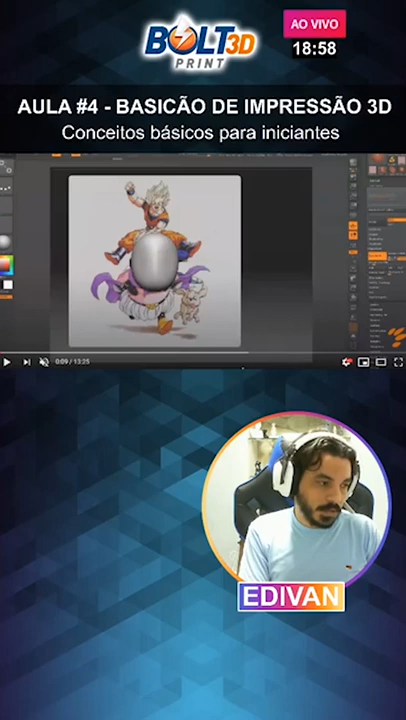 BOLT3D
PRINT
AO VIVO
18:58
AULA #4 - BASICÃO DE IMPRESSÃO 3D
Conceitos básicos para iniciantes
0:09 / 13:25
EDIVAN